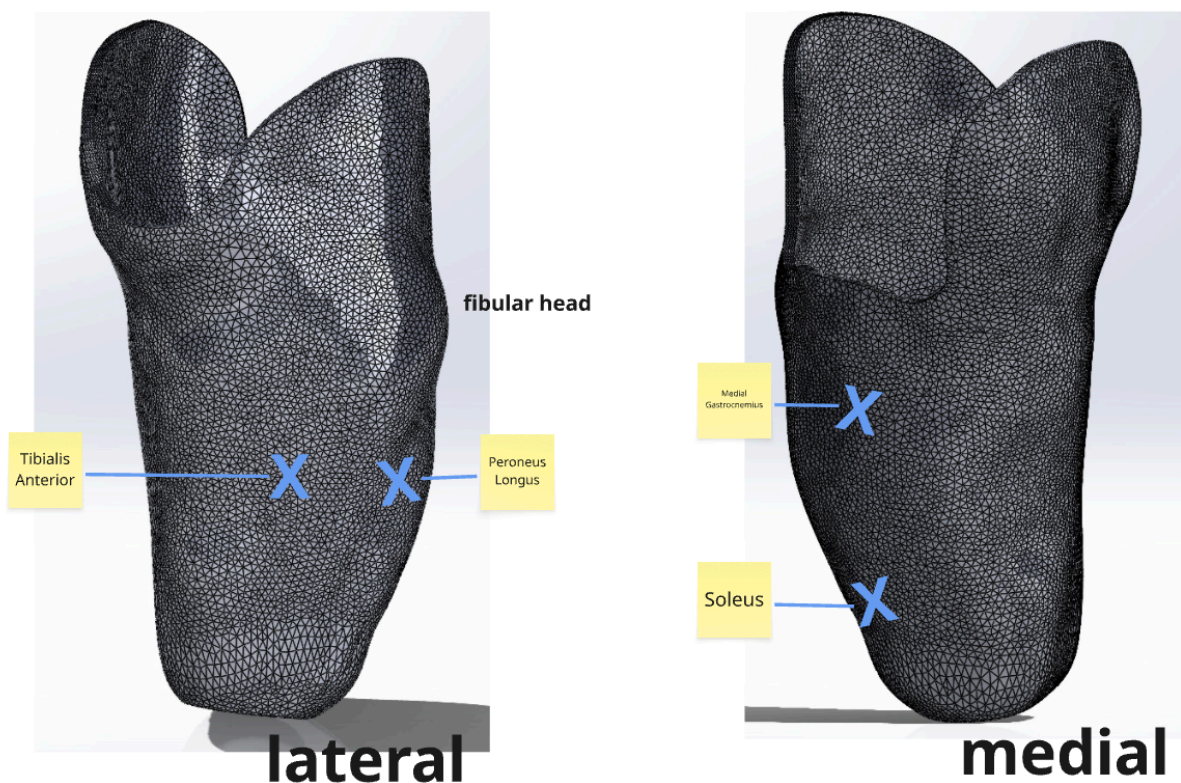 fibular head
Tibialis
Anterior
X
X
Peroneus
Longus
Medial
Gastrocnemius
X
Soleus
X
lateral
medial